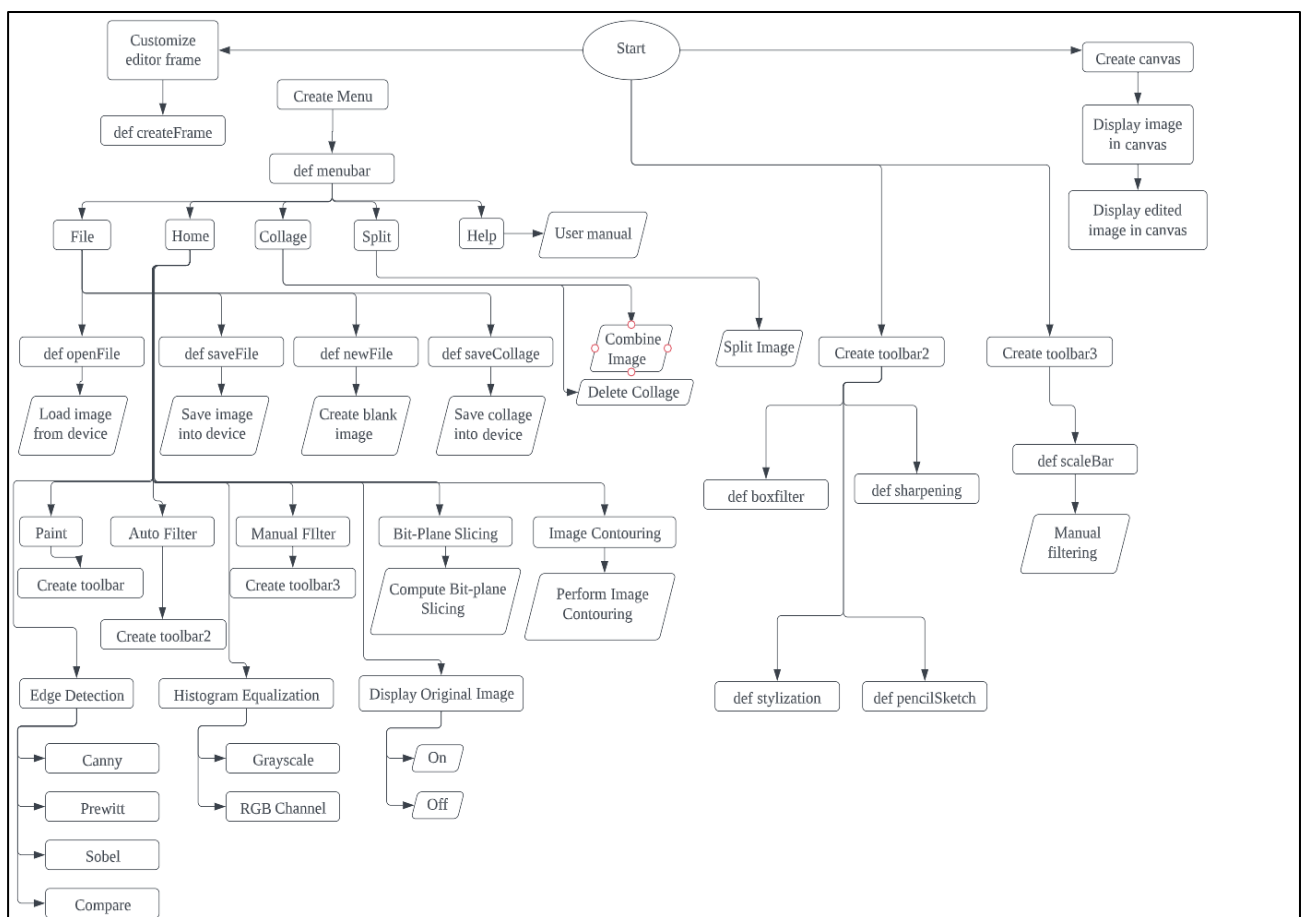 Customize
editor frame
Start
Create canvas
Create Menu
def createFrame
Display image
in canvas
def menubar
Display edited
image in canvas
File
Home
Collage
Split
Help
User manual
def openFile
def saveFile
def newFile
def saveCollage
Combine
Image
Split Image
Create toolbar2
Create toolbar3
Delete Collage
Load image
from device
Save image
into device
Create blank
image
Save collage
into device
def scaleBar
def boxfilter
def sharpening
Paint
Auto Filter
Manual FIlter
Bit-Plane Slicing
Image Contouring
Manual
filtering
Create toolbar
Create toolbar3
Compute Bit-plane
Slicing
Perform Image
Contouring
Create toolbar2
Edge Detection
Histogram Equalization
Display Original Image
def stylization
def pencilSketch
Canny
Grayscale
On
Prewitt
RGB Channel
Off
Sobel
Compare